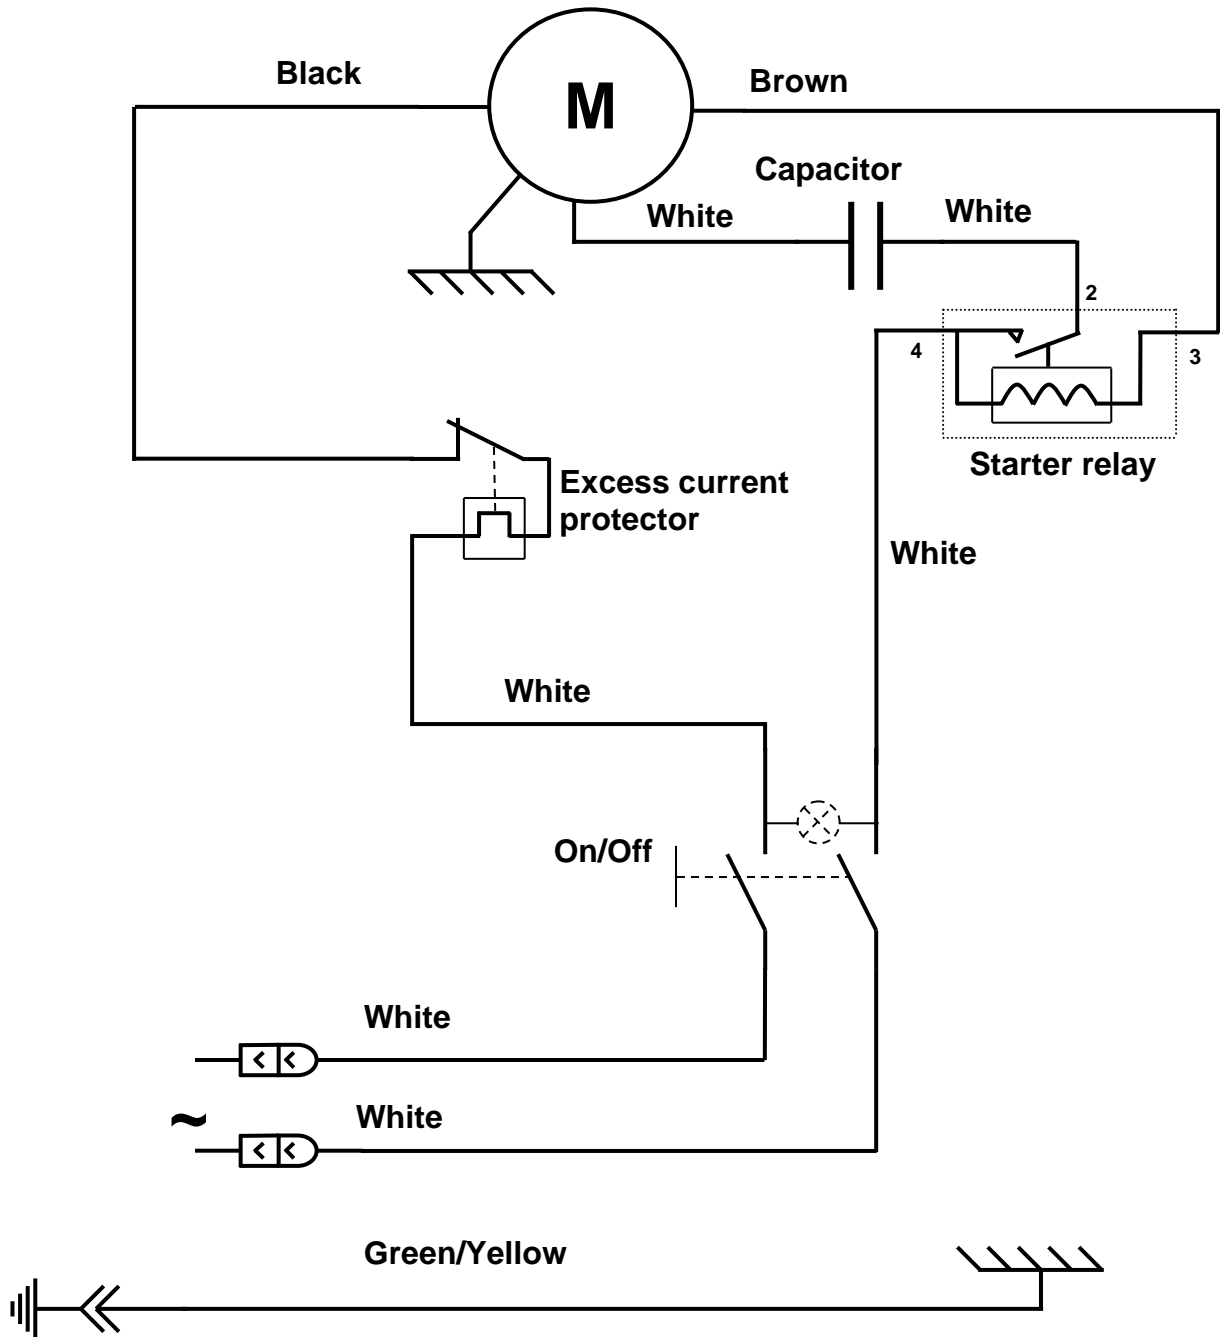 Black
M
Brown
Capacitor
White
White
2
4
3
Starter relay
Excess current
protector
White
White
On/Off
White
~
White
Green/Yellow